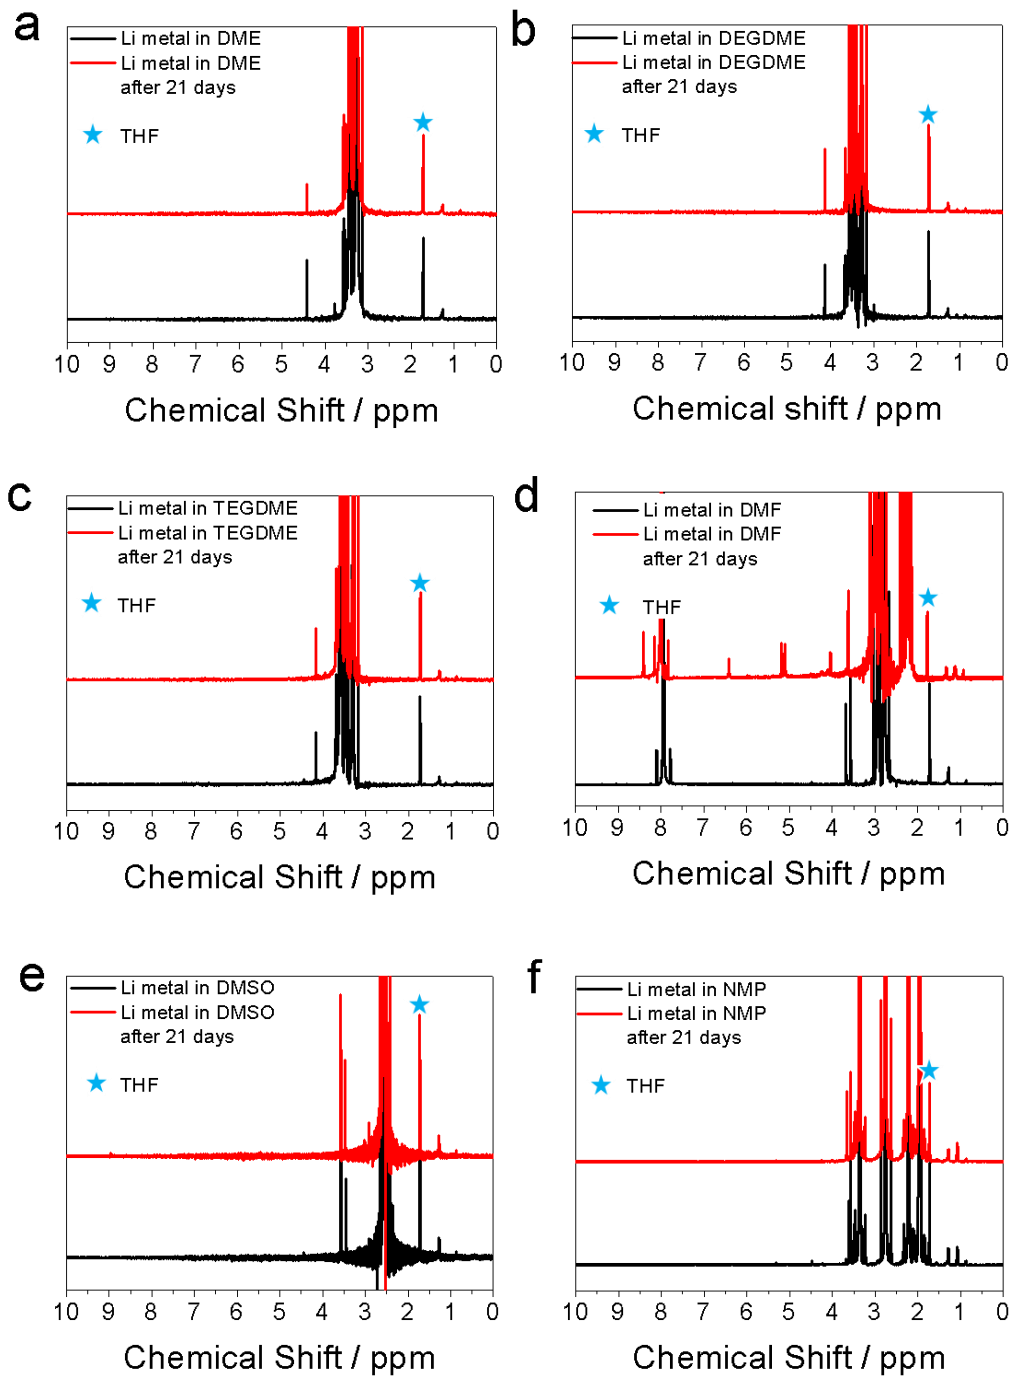 a
Li metal in DME
Li metal in DME
after 21 days
THF
10 9 8 7 6 5 4 3 2 1 0
Chemical Shift / ppm
b
Li metal in DEGDME
Li metal in DEGDME
after 21 days
THF
10 9 8 7 6 5 4 3 2 1 0
Chemical shift / ppm
c
Li metal in TEGDME
Li metal in TEGDME
after 21 days
THF
10 9 8 7 6 5 4 3 2 1 0
Chemical Shift / ppm
d
Li metal in DMF
Li metal in DMF
after 21 days
THF
10 9 8 7 6 5 4 3 2 1 0
Chemical Shift / ppm
e
Li metal in DMSO
Li metal in DMSO
after 21 days
THF
10 9 8 7 6 5 4 3 2 1 0
Chemical Shift / ppm
f
Li metal in NMP
Li metal in NMP
after 21 days
THF
10 9 8 7 6 5 4 3 2 1 0
Chemical Shift / ppm